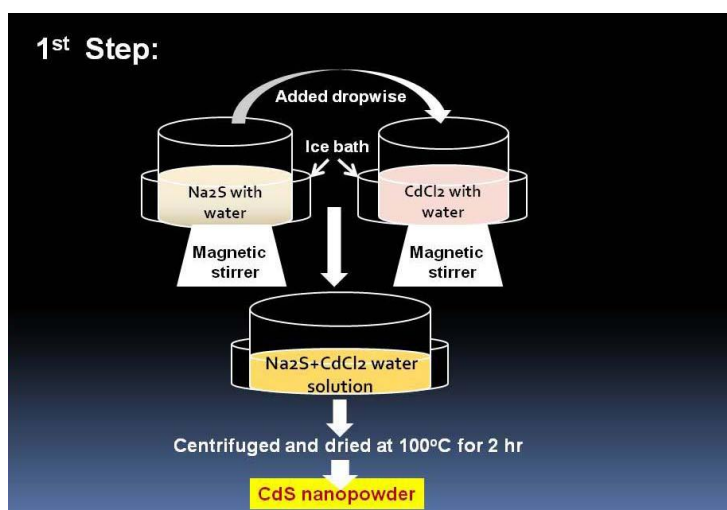 1st Step:
Added dropwise
Ice bath
Na2S with
water
CdCl2 with
water
Magnetic
stirrer
Magnetic
stirrer
Na2S+CdCl2 water
solution
Centrifuged and dried at 100oC for 2 hr
CdS nanopowder